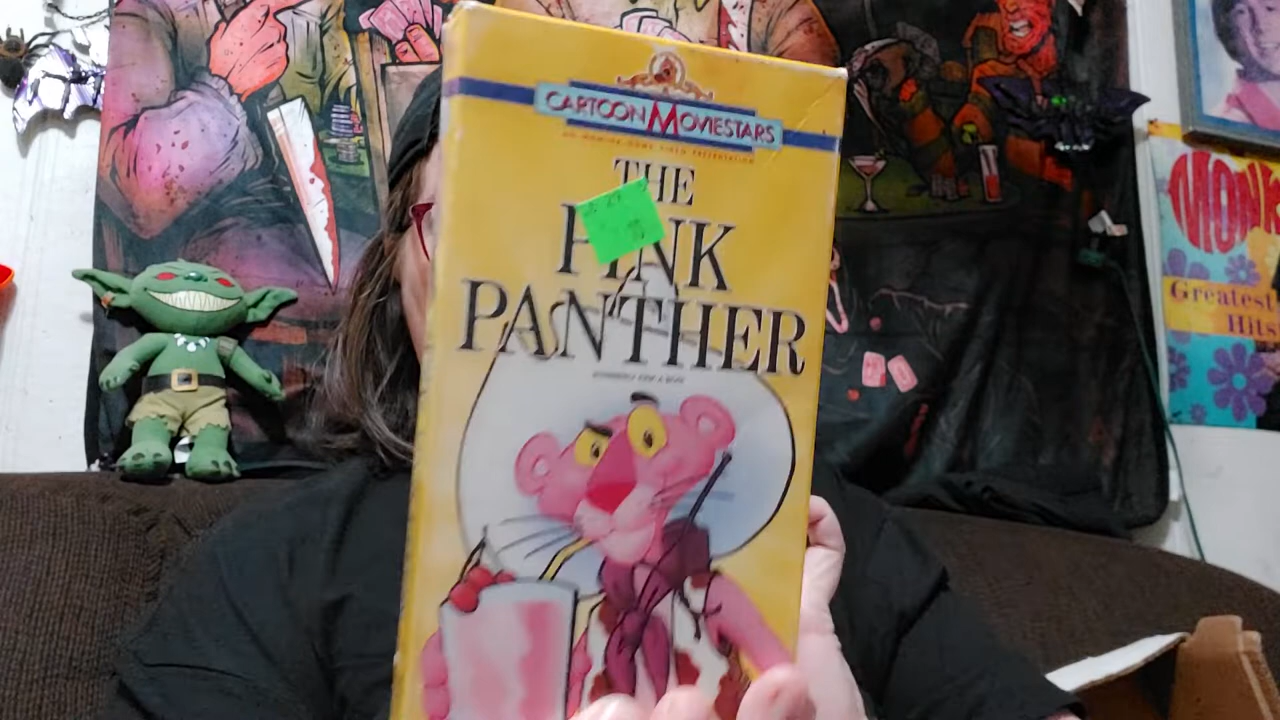 CARTOON MOVIESTARS
THE
PINK
PANTHER
MONK
Greatest
Hits